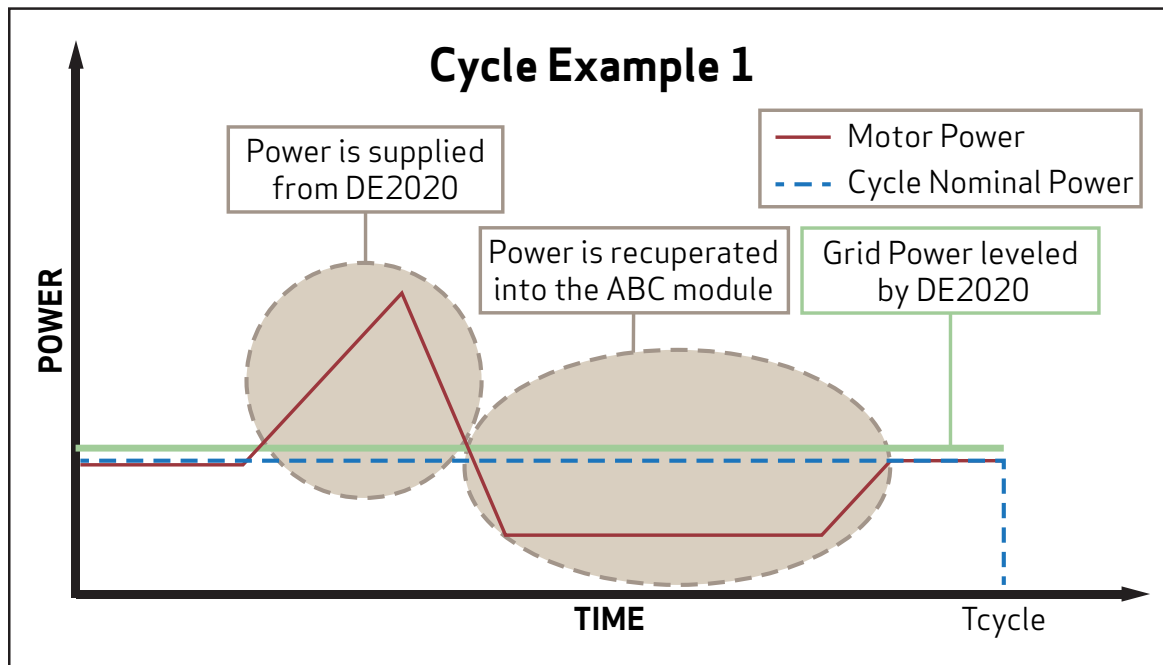 Cycle Example 1
Motor Power
Cycle Nominal Power
Power is supplied
from DE2020
Power is recuperated
into the ABC module
Grid Power leveled
by DE2020
POWER
TIME
Tcycle